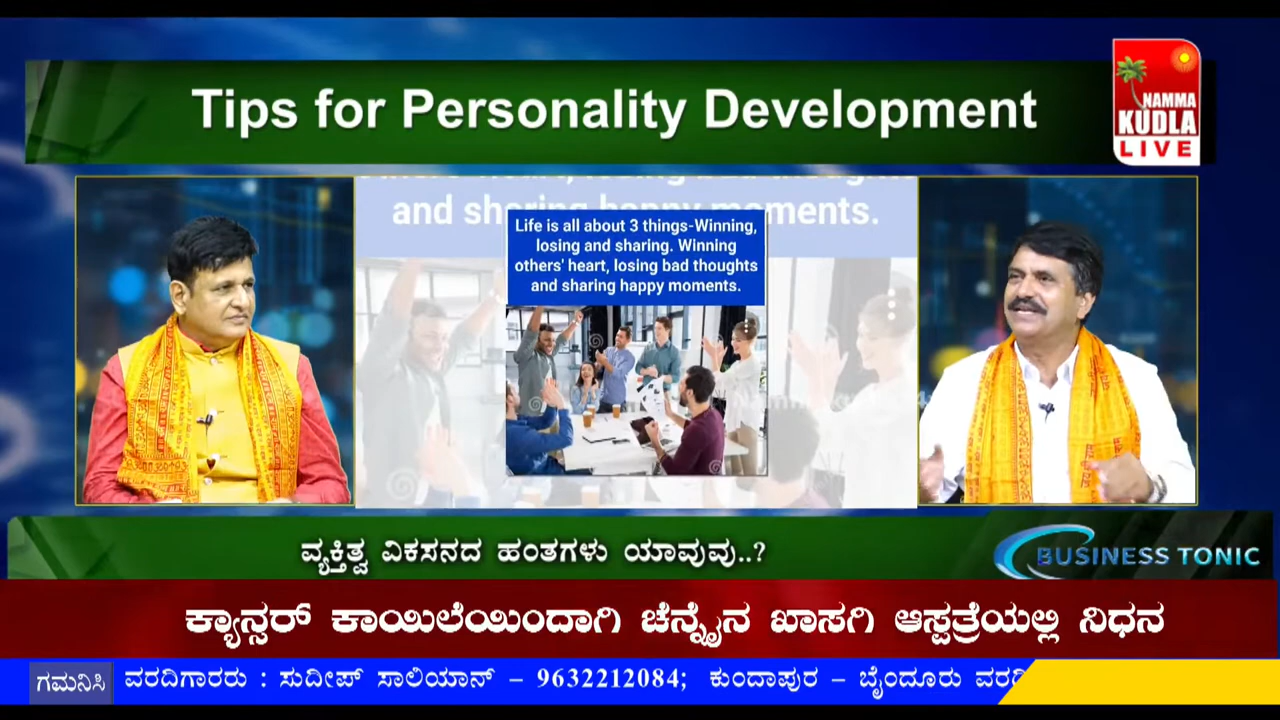 Tips for Personality Development
NAMMA
KUDLA
LIVE
and sharing happy moments.
Life is all about 3 things-Winning,
losing and sharing. Winning
others' heart, losing bad thoughts
and sharing happy moments.
ವ್ಯಕ್ತಿತ್ವ ವಿಕಸನದ ಹಂತಗಳು ಯಾವುವು..?
BUSINESS TONIC
ಕ್ಯಾನ್ಸರ್ ಕಾಯಿಲೆಯಿಂದಾಗಿ ಚೆನ್ನೈನ ಖಾಸಗಿ ಆಸ್ಪತ್ರೆಯಲ್ಲಿ ನಿಧನ
ಗಮನಿಸಿ ವರದಿಗಾರರು : ಸುದೀಪ್ ಸಾಲಿಯಾನ್ – 9632212084; ಕುಂದಾಪುರ – ಬೈಂದೂರು